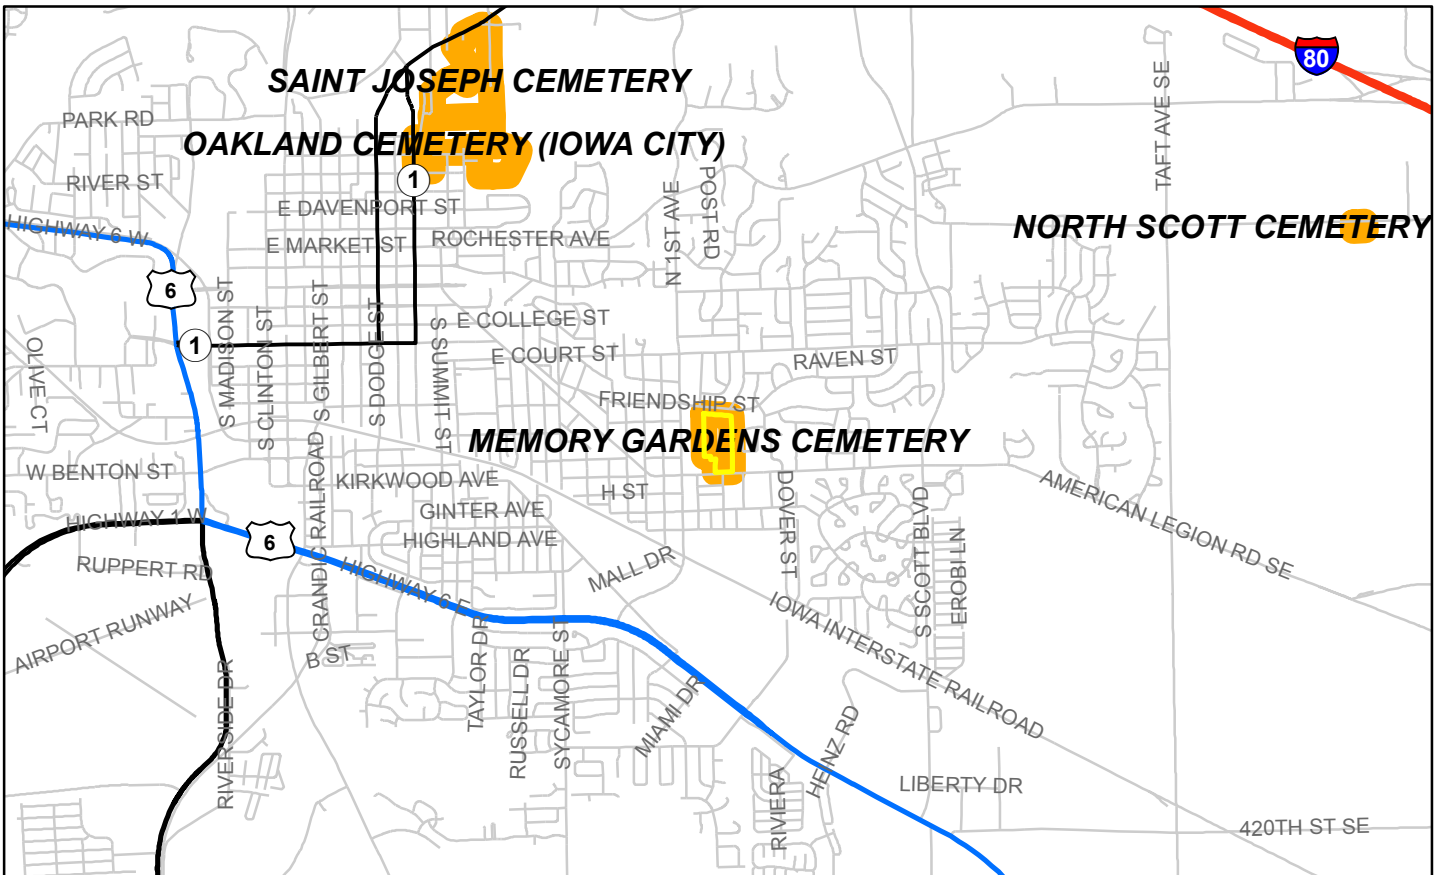 80
SAINT JOSEPH CEMETERY
PARK RD
OAKLAND CEMETERY (IOWA CITY)
TAFT AVE SE
RIVER ST
1
E DAVENPORT ST
N 1ST AVE
POST RD
HIGHWAY 6 W
E MARKET ST
ROCHESTER AVE
NORTH SCOTT CEMETERY
6
S MADISON ST
S CLINTON ST
S GILBERT ST
S DODGE ST
S SUMMIT ST
E COLLEGE ST
1
E COURT ST
RAVEN ST
OLIVE CT
FRIENDSHIP ST
MEMORY GARDENS CEMETERY
W BENTON ST
KIRKWOOD AVE
H ST
DOVER ST
AMERICAN LEGION RD SE
HIGHWAY 1 W
GINTER AVE
6
HIGHLAND AVE
CRANDIC RAILROAD
S SCOTT BLVD
EROBI LN
RUPPERT RD
HIGHWAY 6 E
MALL DR
AIRPORT RUNWAY
IOWA INTERSTATE RAILROAD
B ST
TAYLOR DR
RUSSELL DR
SYCAMORE ST
MIAMI DR
RIVERSIDE DR
HEINZ RD
RIVIERA
LIBERTY DR
420TH ST SE